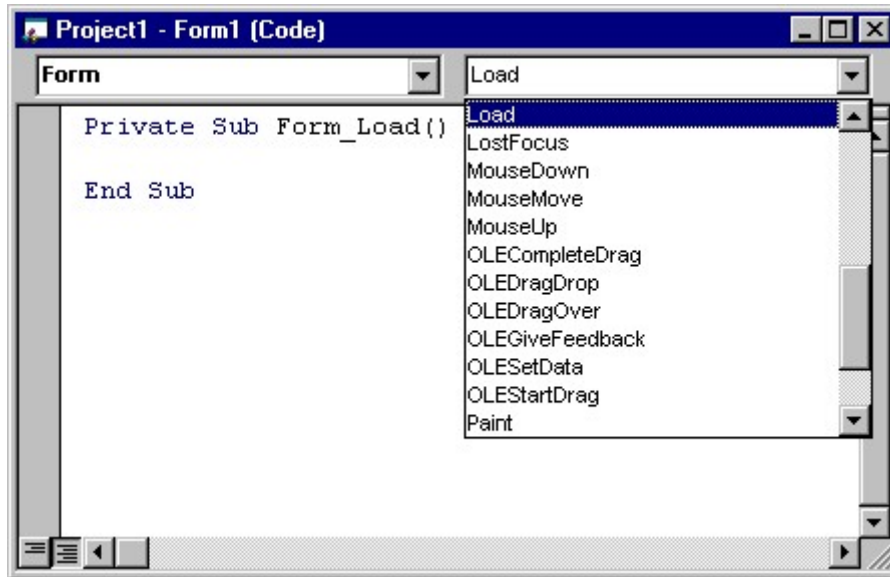 Project1 - Form1 (Code)
Form
Load
Private Sub Form_Load()
End Sub
Load
LostFocus
MouseDown
MouseMove
MouseUp
OLECompleteDrag
OLEDragDrop
OLEDragOver
OLEGiveFeedback
OLESetData
OLEStartDrag
Paint